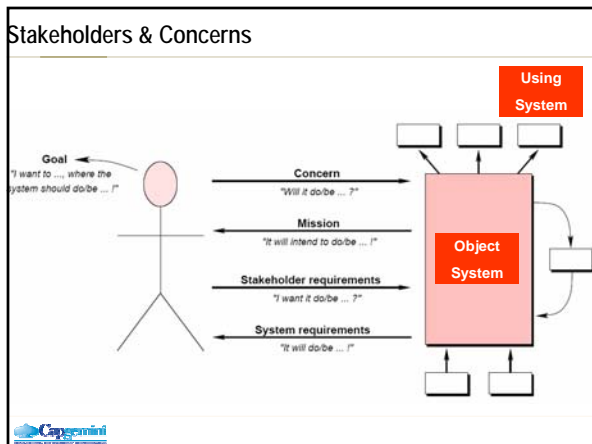 Stakeholders & Concerns
Using
System
Goal
"I want to ..., where the
system should do/be ... !"
Concern
"Will it do/be ... ?"
Mission
"It will intend to do/be ... !"
Object
System
Stakeholder requirements
"I want it do/be ... ?"
System requirements
"It will do/be ... !"
Capgemini